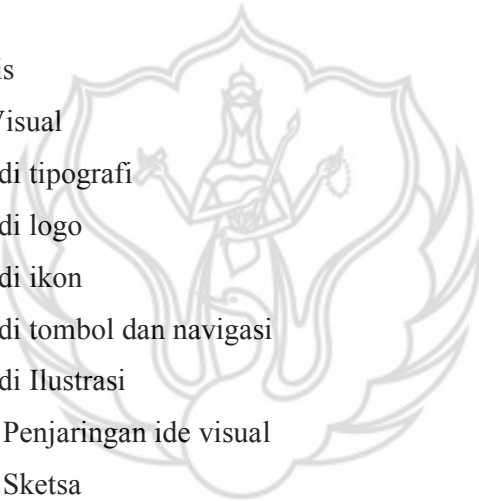 is
Visual
di tipografi
di logo
di ikon
di tombol dan navigasi
di Ilustrasi
Penjaringan ide visual
Sketsa